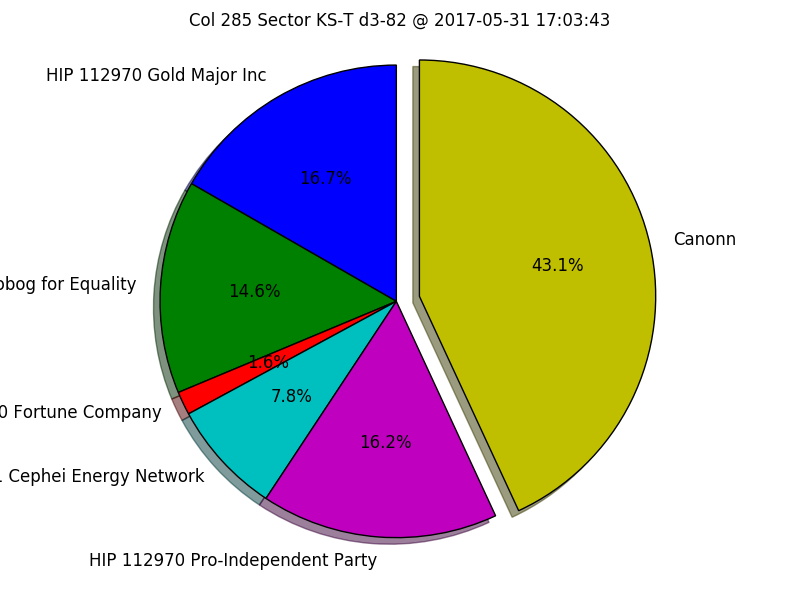 Col 285 Sector KS-T d3-82 @ 2017-05-31 17:03:43
HIP 112970 Gold Major Inc
16.7%
Canonn
43.1%
obog for Equality
14.6%
1.6%
7.8%
0 Fortune Company
16.2%
. Cephei Energy Network
HIP 112970 Pro-Independent Party